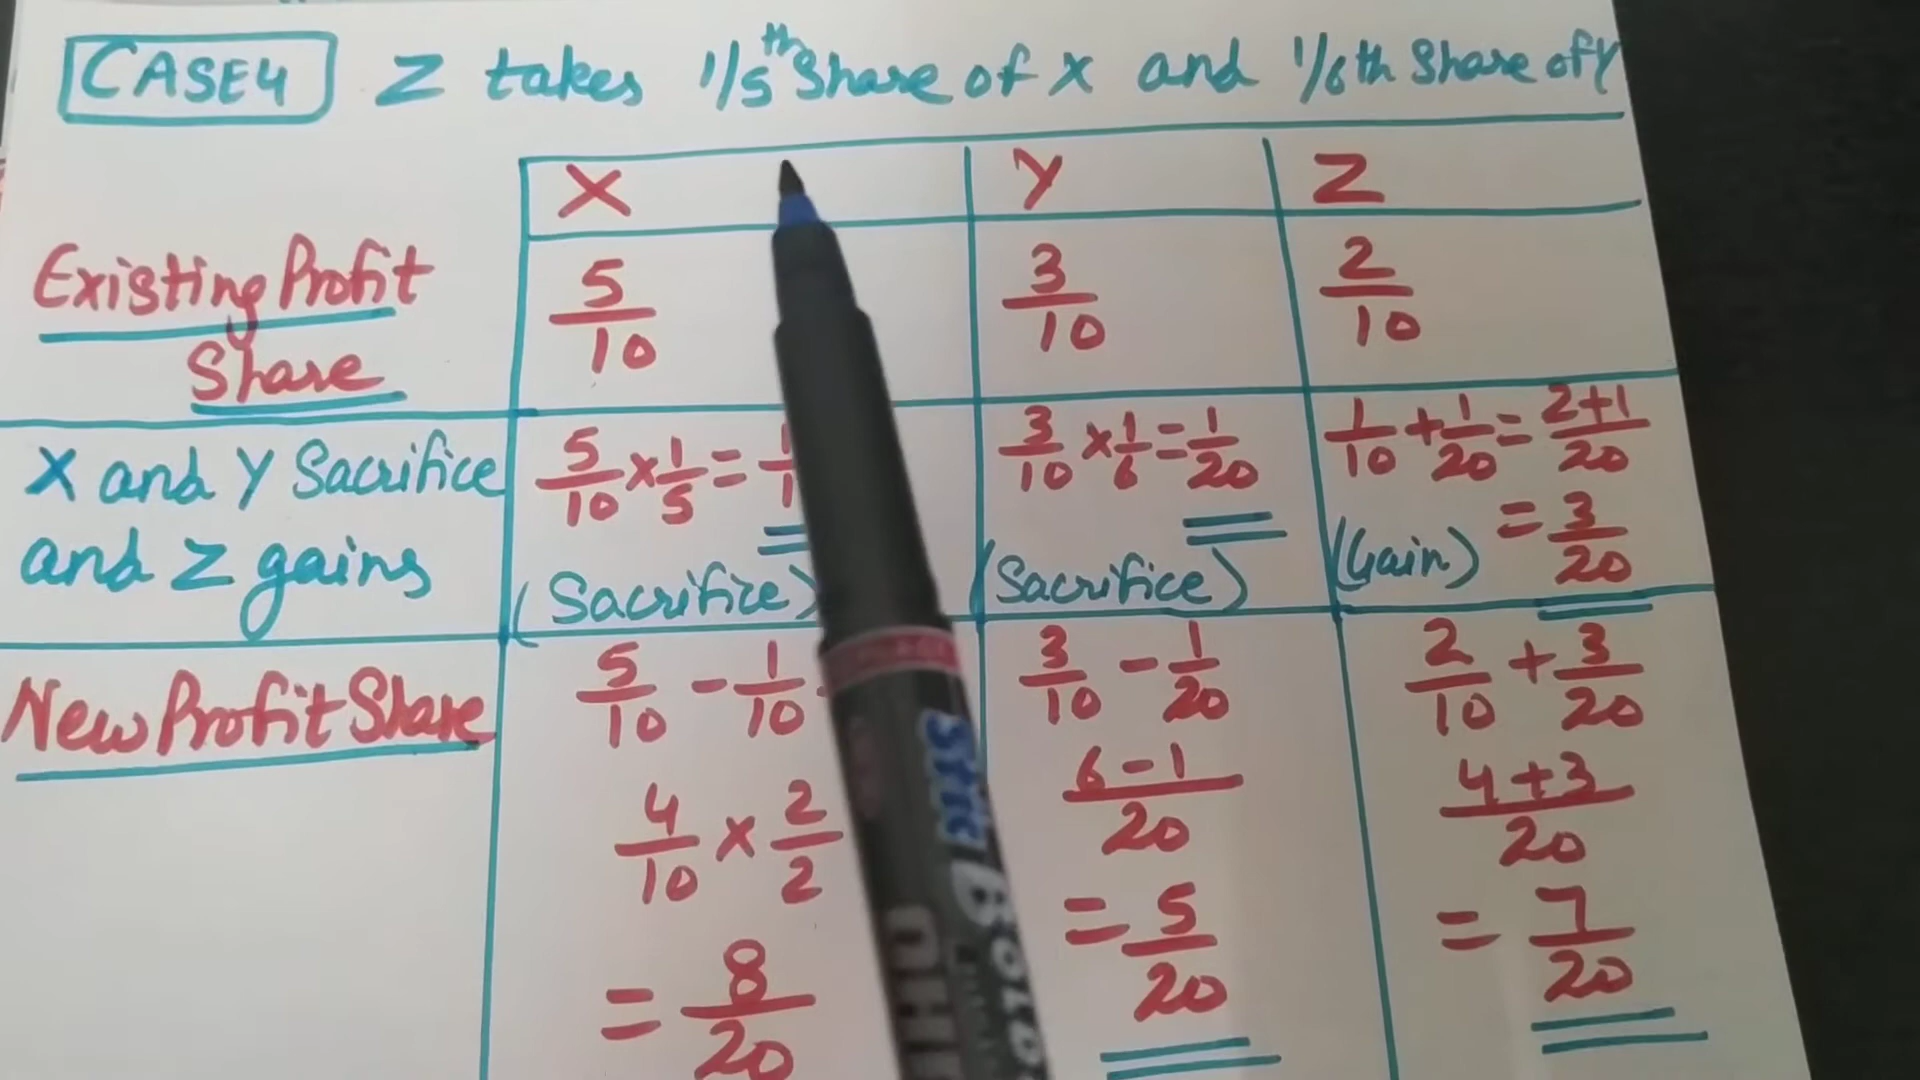 CASE4 Z takes 1/5th Share of X and 1/6th Share of Y
X Y Z
Existing Profit Share
5/10 3/10 2/10
X and Y Sacrifice and Z gains
5/10 × 1/5 = 3/10 × 1/6 = 1/20 1/10 + 1/20 = 2+1/20
= 3/20
(Sacrifice) (Sacrifice) (Gain)
New Profit Share
5/10 - 1/10 3/10 - 1/20 2/10 + 3/20
4/10 × 2/2 6-1/20 4+3/20
= 8/20 = 5/20 = 7/20
Stic
BOLD